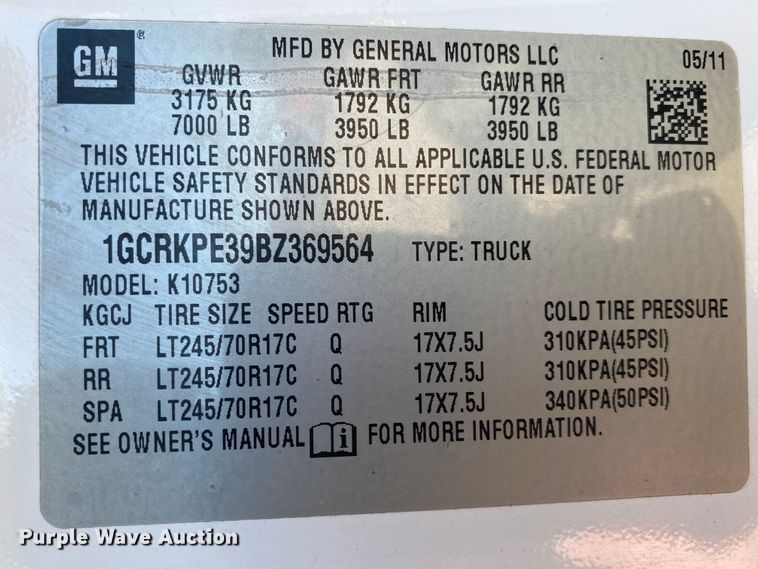 GM ®
MFD BY GENERAL MOTORS LLC 05/11
GVWR GAWR FRT GAWR RR
3175 KG 1792 KG 1792 KG
7000 LB 3950 LB 3950 LB
THIS VEHICLE CONFORMS TO ALL APPLICABLE U.S. FEDERAL MOTOR
VEHICLE SAFETY STANDARDS IN EFFECT ON THE DATE OF
MANUFACTURE SHOWN ABOVE.
1GCRKPE39BZ369564 TYPE: TRUCK
MODEL: K10753
KGCJ TIRE SIZE SPEED RTG RIM COLD TIRE PRESSURE
FRT LT245/70R17C Q 17X7.5J 310KPA(45PSI)
RR LT245/70R17C Q 17X7.5J 310KPA(45PSI)
SPA LT245/70R17C Q 17X7.5J 340KPA(50PSI)
SEE OWNER'S MANUAL i FOR MORE INFORMATION.
Purple Wave Auction